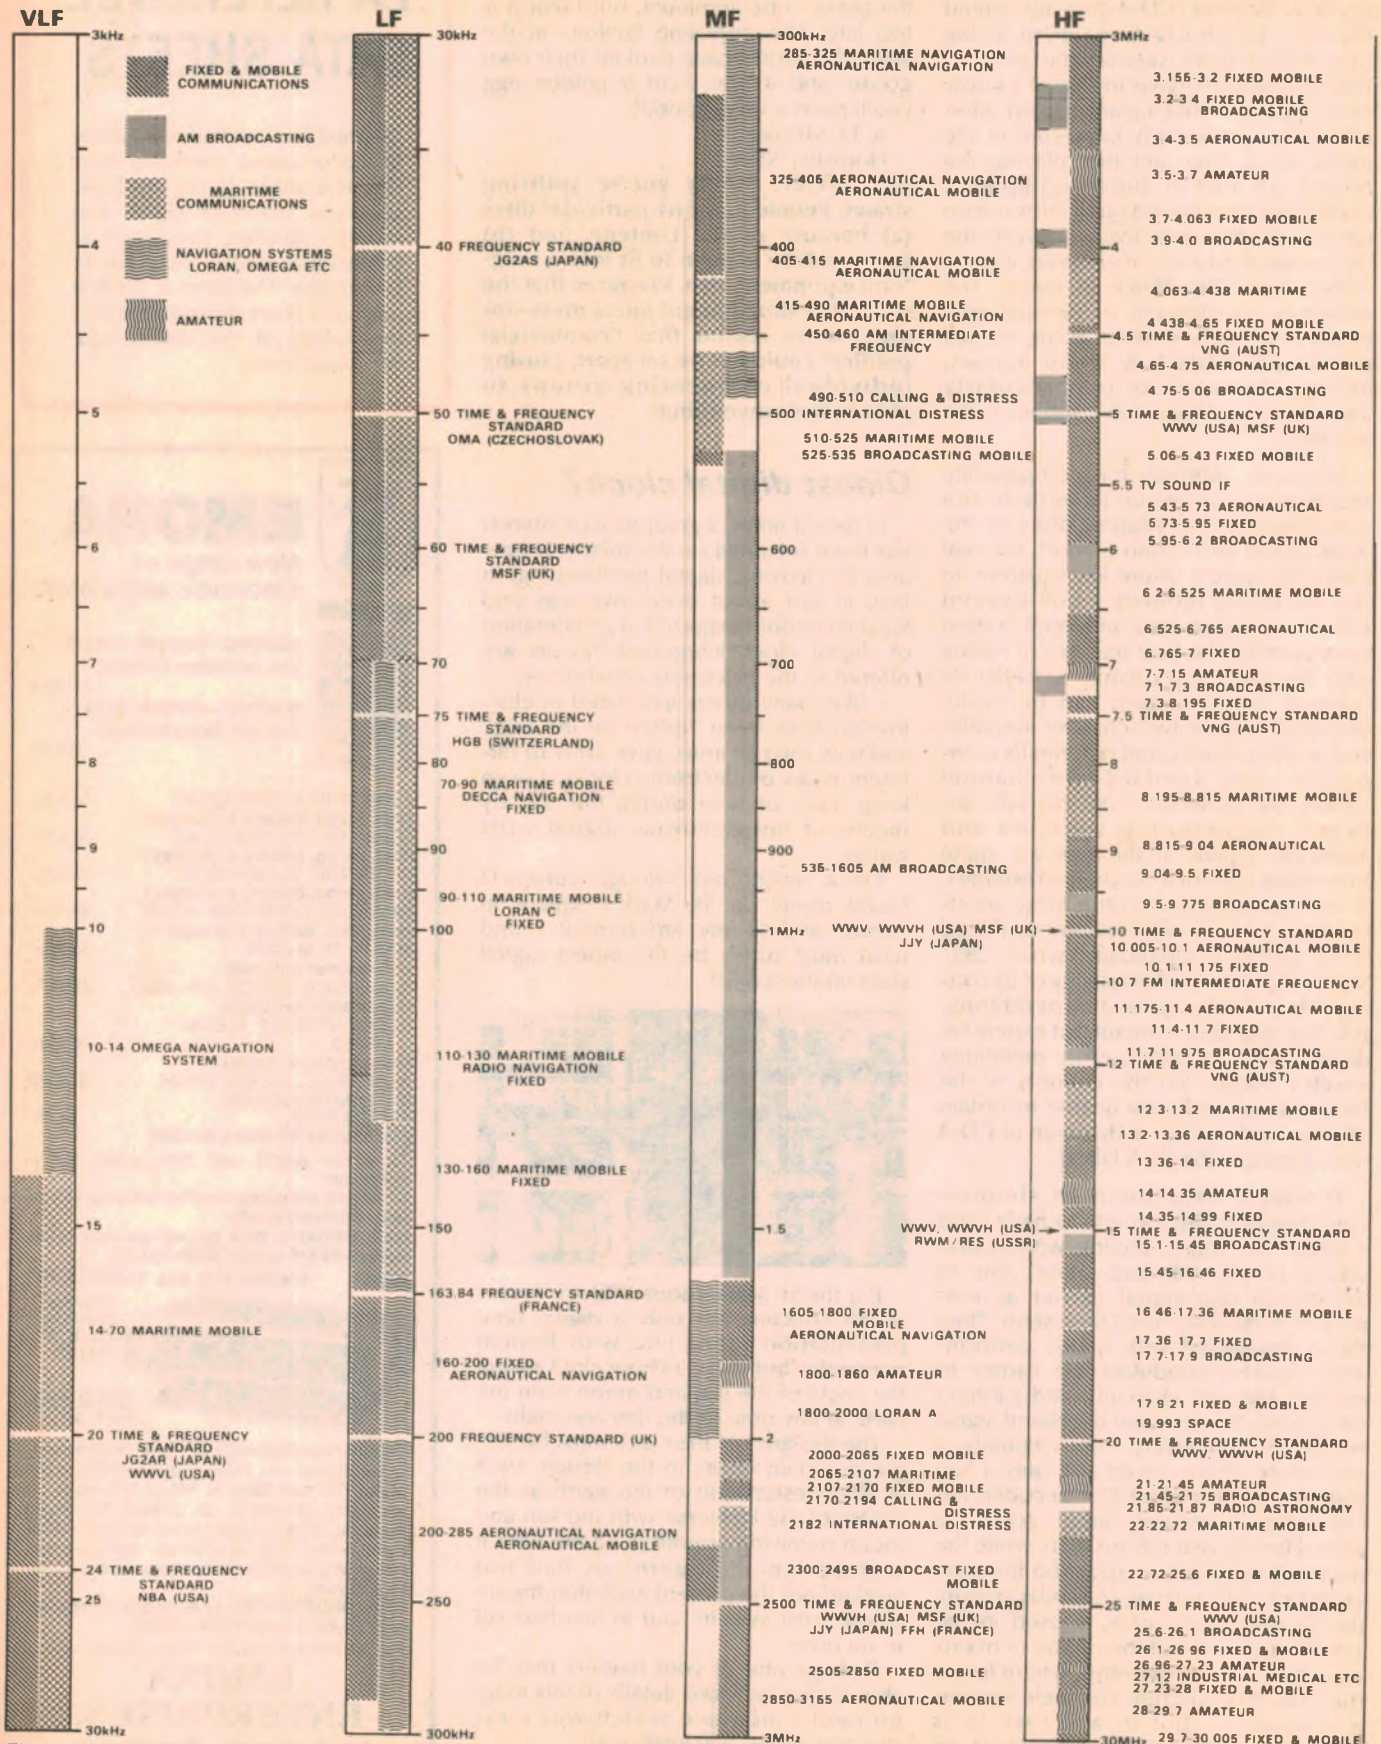 VLF
3kHz
FIXED & MOBILE
COMMUNICATIONS
AM BROADCASTING
MARITIME
COMMUNICATIONS
NAVIGATION SYSTEMS
LORAN, OMEGA ETC
AMATEUR
4
5
6
7
8
9
10
10-14 OMEGA NAVIGATION
SYSTEM
15
14-70 MARITIME MOBILE
20 TIME & FREQUENCY
STANDARD
JG2AR (JAPAN)
WWVL (USA)
24 TIME & FREQUENCY
STANDARD
NBA (USA)
25
30kHz
LF
30kHz
40 FREQUENCY STANDARD
JG2AS (JAPAN)
50 TIME & FREQUENCY
STANDARD
OMA (CZECHOSLOVAK)
60 TIME & FREQUENCY
STANDARD
MSF (UK)
70
75 TIME & FREQUENCY
STANDARD
HGB (SWITZERLAND)
80
70-90 MARITIME MOBILE
DECCA NAVIGATION
FIXED
90
90-110 MARITIME MOBILE
LORAN C
FIXED
100
110-130 MARITIME MOBILE
RADIO NAVIGATION
FIXED
130-160 MARITIME MOBILE
FIXED
150
163.84 FREQUENCY STANDARD
(FRANCE)
160-200 FIXED
AERONAUTICAL NAVIGATION
200 FREQUENCY STANDARD (UK)
200-285 AERONAUTICAL NAVIGATION
AERONAUTICAL MOBILE
250
300kHz
MF
300kHz
285-325 MARITIME NAVIGATION
AERONAUTICAL NAVIGATION
325-405 AERONAUTICAL NAVIGATION
AERONAUTICAL MOBILE
400
405-415 MARITIME NAVIGATION
AERONAUTICAL MOBILE
415-490 MARITIME MOBILE
AERONAUTICAL NAVIGATION
450-460 AM INTERMEDIATE
FREQUENCY
490-510 CALLING & DISTRESS
500 INTERNATIONAL DISTRESS
510-525 MARITIME MOBILE
525-535 BROADCASTING MOBILE
600
700
800
900
535-1605 AM BROADCASTING
1MHz
WWV, WWVH (USA) MSF (UK)
JJY (JAPAN)
1.5
WWV, WWVH (USA)
RWM/RES (USSR)
1605-1800 FIXED
MOBILE
AERONAUTICAL NAVIGATION
1800-1860 AMATEUR
1800-2000 LORAN A
2
2000-2065 FIXED MOBILE
2065-2107 MARITIME
2107-2170 FIXED MOBILE
2170-2194 CALLING &
DISTRESS
2182 INTERNATIONAL DISTRESS
2300-2495 BROADCAST FIXED
MOBILE
2500 TIME & FREQUENCY STANDARD
WWVH (USA) MSF (UK)
JJY (JAPAN) FFH (FRANCE)
2505-2850 FIXED MOBILE
2850-3155 AERONAUTICAL MOBILE
3MHz
HF
3MHz
3.155-3.2 FIXED MOBILE
3.2-3.4 FIXED MOBILE
BROADCASTING
3.4-3.5 AERONAUTICAL MOBILE
3.5-3.7 AMATEUR
3.7-4.063 FIXED MOBILE
3.9-4.0 BROADCASTING
4
4.063-4.438 MARITIME
4.438-4.65 FIXED MOBILE
4.5 TIME & FREQUENCY STANDARD
VNG (AUST)
4.65-4.75 AERONAUTICAL MOBILE
4.75-5.06 BROADCASTING
5 TIME & FREQUENCY STANDARD
WWV (USA) MSF (UK)
5.06-5.43 FIXED MOBILE
5.5 TV SOUND IF
5.43-5.73 AERONAUTICAL
5.73-5.95 FIXED
5.95-6.2 BROADCASTING
6
6.2-6.525 MARITIME MOBILE
6.525-6.765 AERONAUTICAL
6.765-7 FIXED
7
7-7.15 AMATEUR
7.1-7.3 BROADCASTING
7.3-8.195 FIXED
7.5 TIME & FREQUENCY STANDARD
VNG (AUST)
8
8.195-8.815 MARITIME MOBILE
8.815-9.04 AERONAUTICAL
9
9.04-9.5 FIXED
9.5-9.775 BROADCASTING
10 TIME & FREQUENCY STANDARD
10.005-10.1 AERONAUTICAL MOBILE
10.1-11.175 FIXED
10.7 FM INTERMEDIATE FREQUENCY
11.175-11.4 AERONAUTICAL MOBILE
11.4-11.7 FIXED
11.7-11.975 BROADCASTING
12 TIME & FREQUENCY STANDARD
VNG (AUST)
12.3-13.2 MARITIME MOBILE
13.2-13.36 AERONAUTICAL MOBILE
13.36-14 FIXED
14-14.35 AMATEUR
14.35-14.99 FIXED
15 TIME & FREQUENCY STANDARD
15.1-15.45 BROADCASTING
15.45-16.46 FIXED
16.46-17.36 MARITIME MOBILE
17.36-17.7 FIXED
17.7-17.9 BROADCASTING
17.9-21 FIXED & MOBILE
19.993 SPACE
20 TIME & FREQUENCY STANDARD
WWV, WWVH (USA)
21-21.45 AMATEUR
21.45-21.75 BROADCASTING
21.85-21.87 RADIO ASTRONOMY
22-22.72 MARITIME MOBILE
22.72-25.6 FIXED & MOBILE
25 TIME & FREQUENCY STANDARD
WWV (USA)
25.6-26.1 BROADCASTING
26.1-26.96 FIXED & MOBILE
26.96-27.23 AMATEUR
27.12 INDUSTRIAL MEDICAL ETC
27.23-28 FIXED & MOBILE
28-29.7 AMATEUR
29.7-30.005 FIXED & MOBILE
30MHz